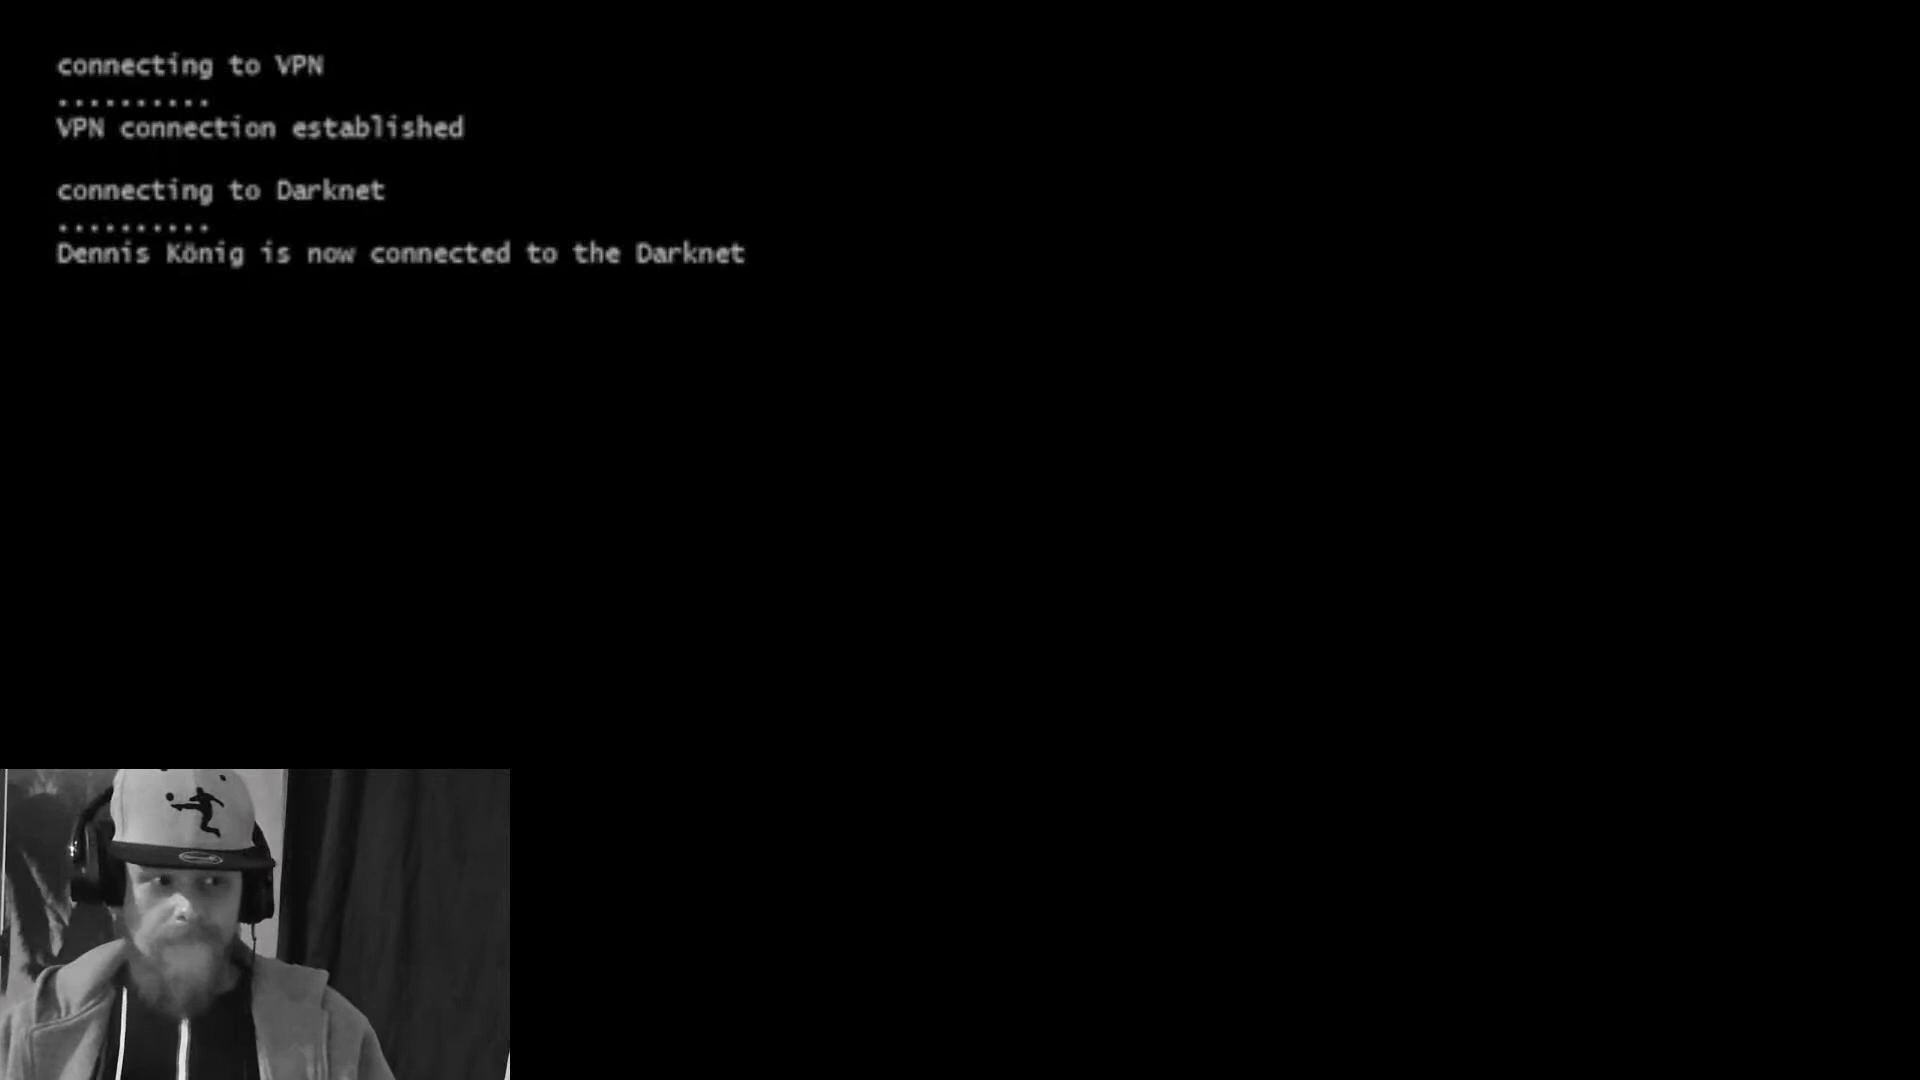 connecting to VPN
..........
VPN connection established
connecting to Darknet
..........
Dennis König is now connected to the Darknet